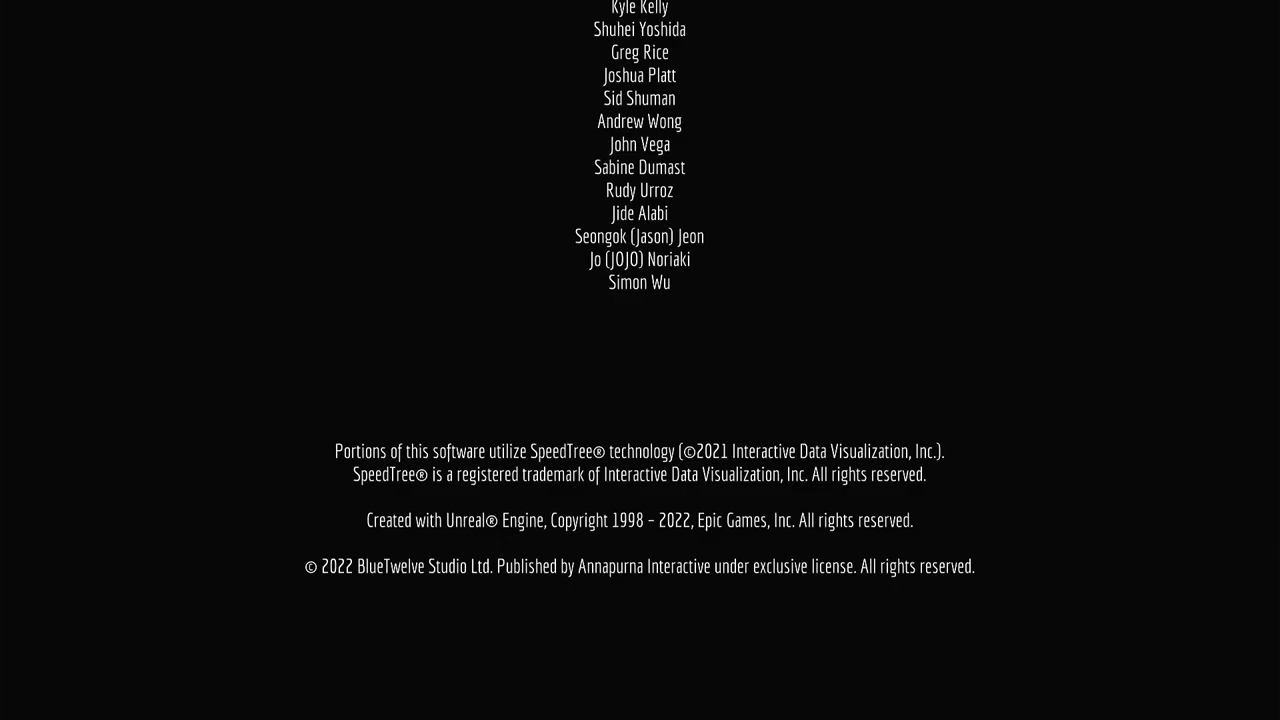 Kyle Kelly
Shuhei Yoshida
Greg Rice
Joshua Platt
Sid Shuman
Andrew Wong
John Vega
Sabine Dumast
Rudy Urroz
Jide Alabi
Seongok (Jason) Jeon
Jo (JOJO) Noriaki
Simon Wu
Portions of this software utilize SpeedTree® technology (©2021 Interactive Data Visualization, Inc.).
SpeedTree® is a registered trademark of Interactive Data Visualization, Inc. All rights reserved.
Created with Unreal® Engine, Copyright 1998 – 2022, Epic Games, Inc. All rights reserved.
© 2022 BlueTwelve Studio Ltd. Published by Annapurna Interactive under exclusive license. All rights reserved.